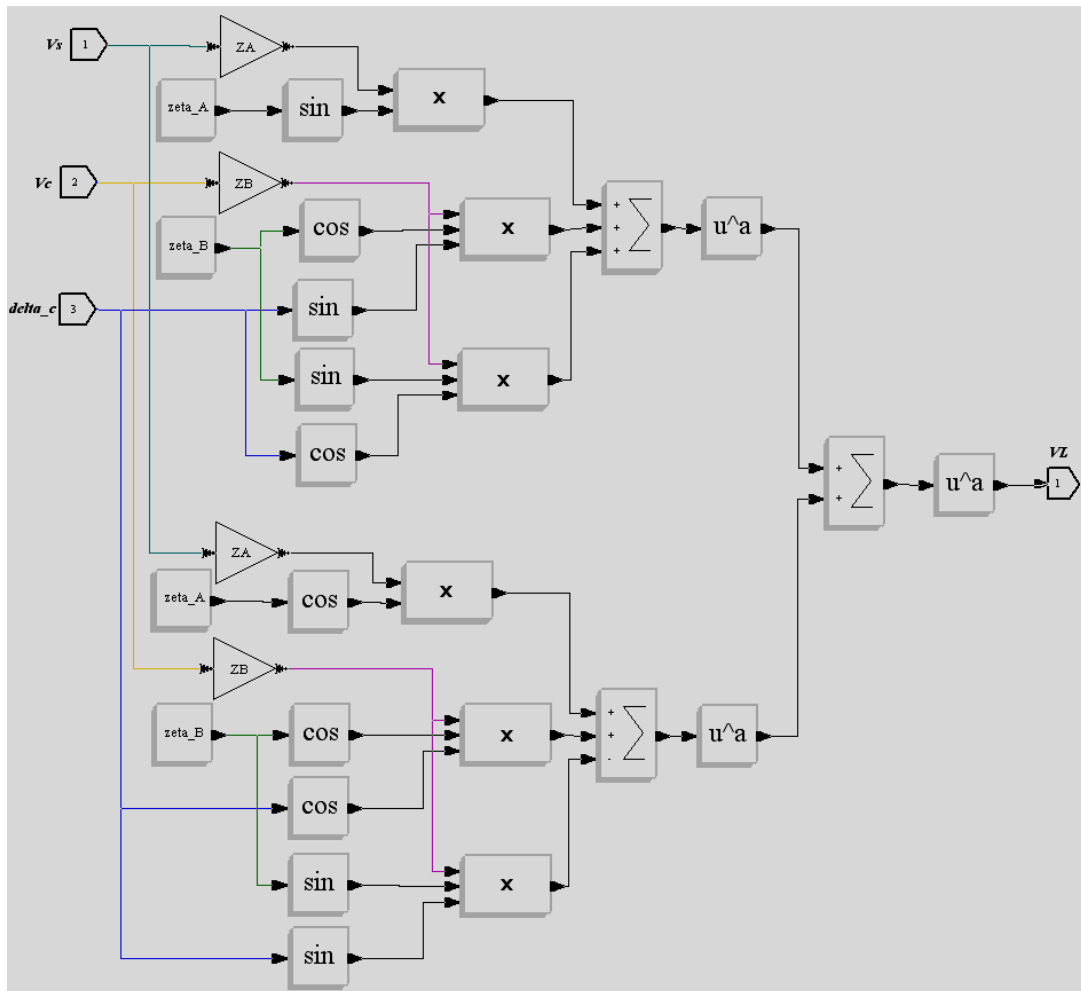 Vs 1
ZA
zeta_A
sin
x
Vc 2
ZB
zeta_B
cos
x
+
+
+
Σ
u^a
delta_c 3
sin
sin
x
cos
+
+
Σ
u^a
VL
1
ZA
zeta_A
cos
x
ZB
zeta_B
cos
x
+
+
-
Σ
u^a
cos
sin
x
sin